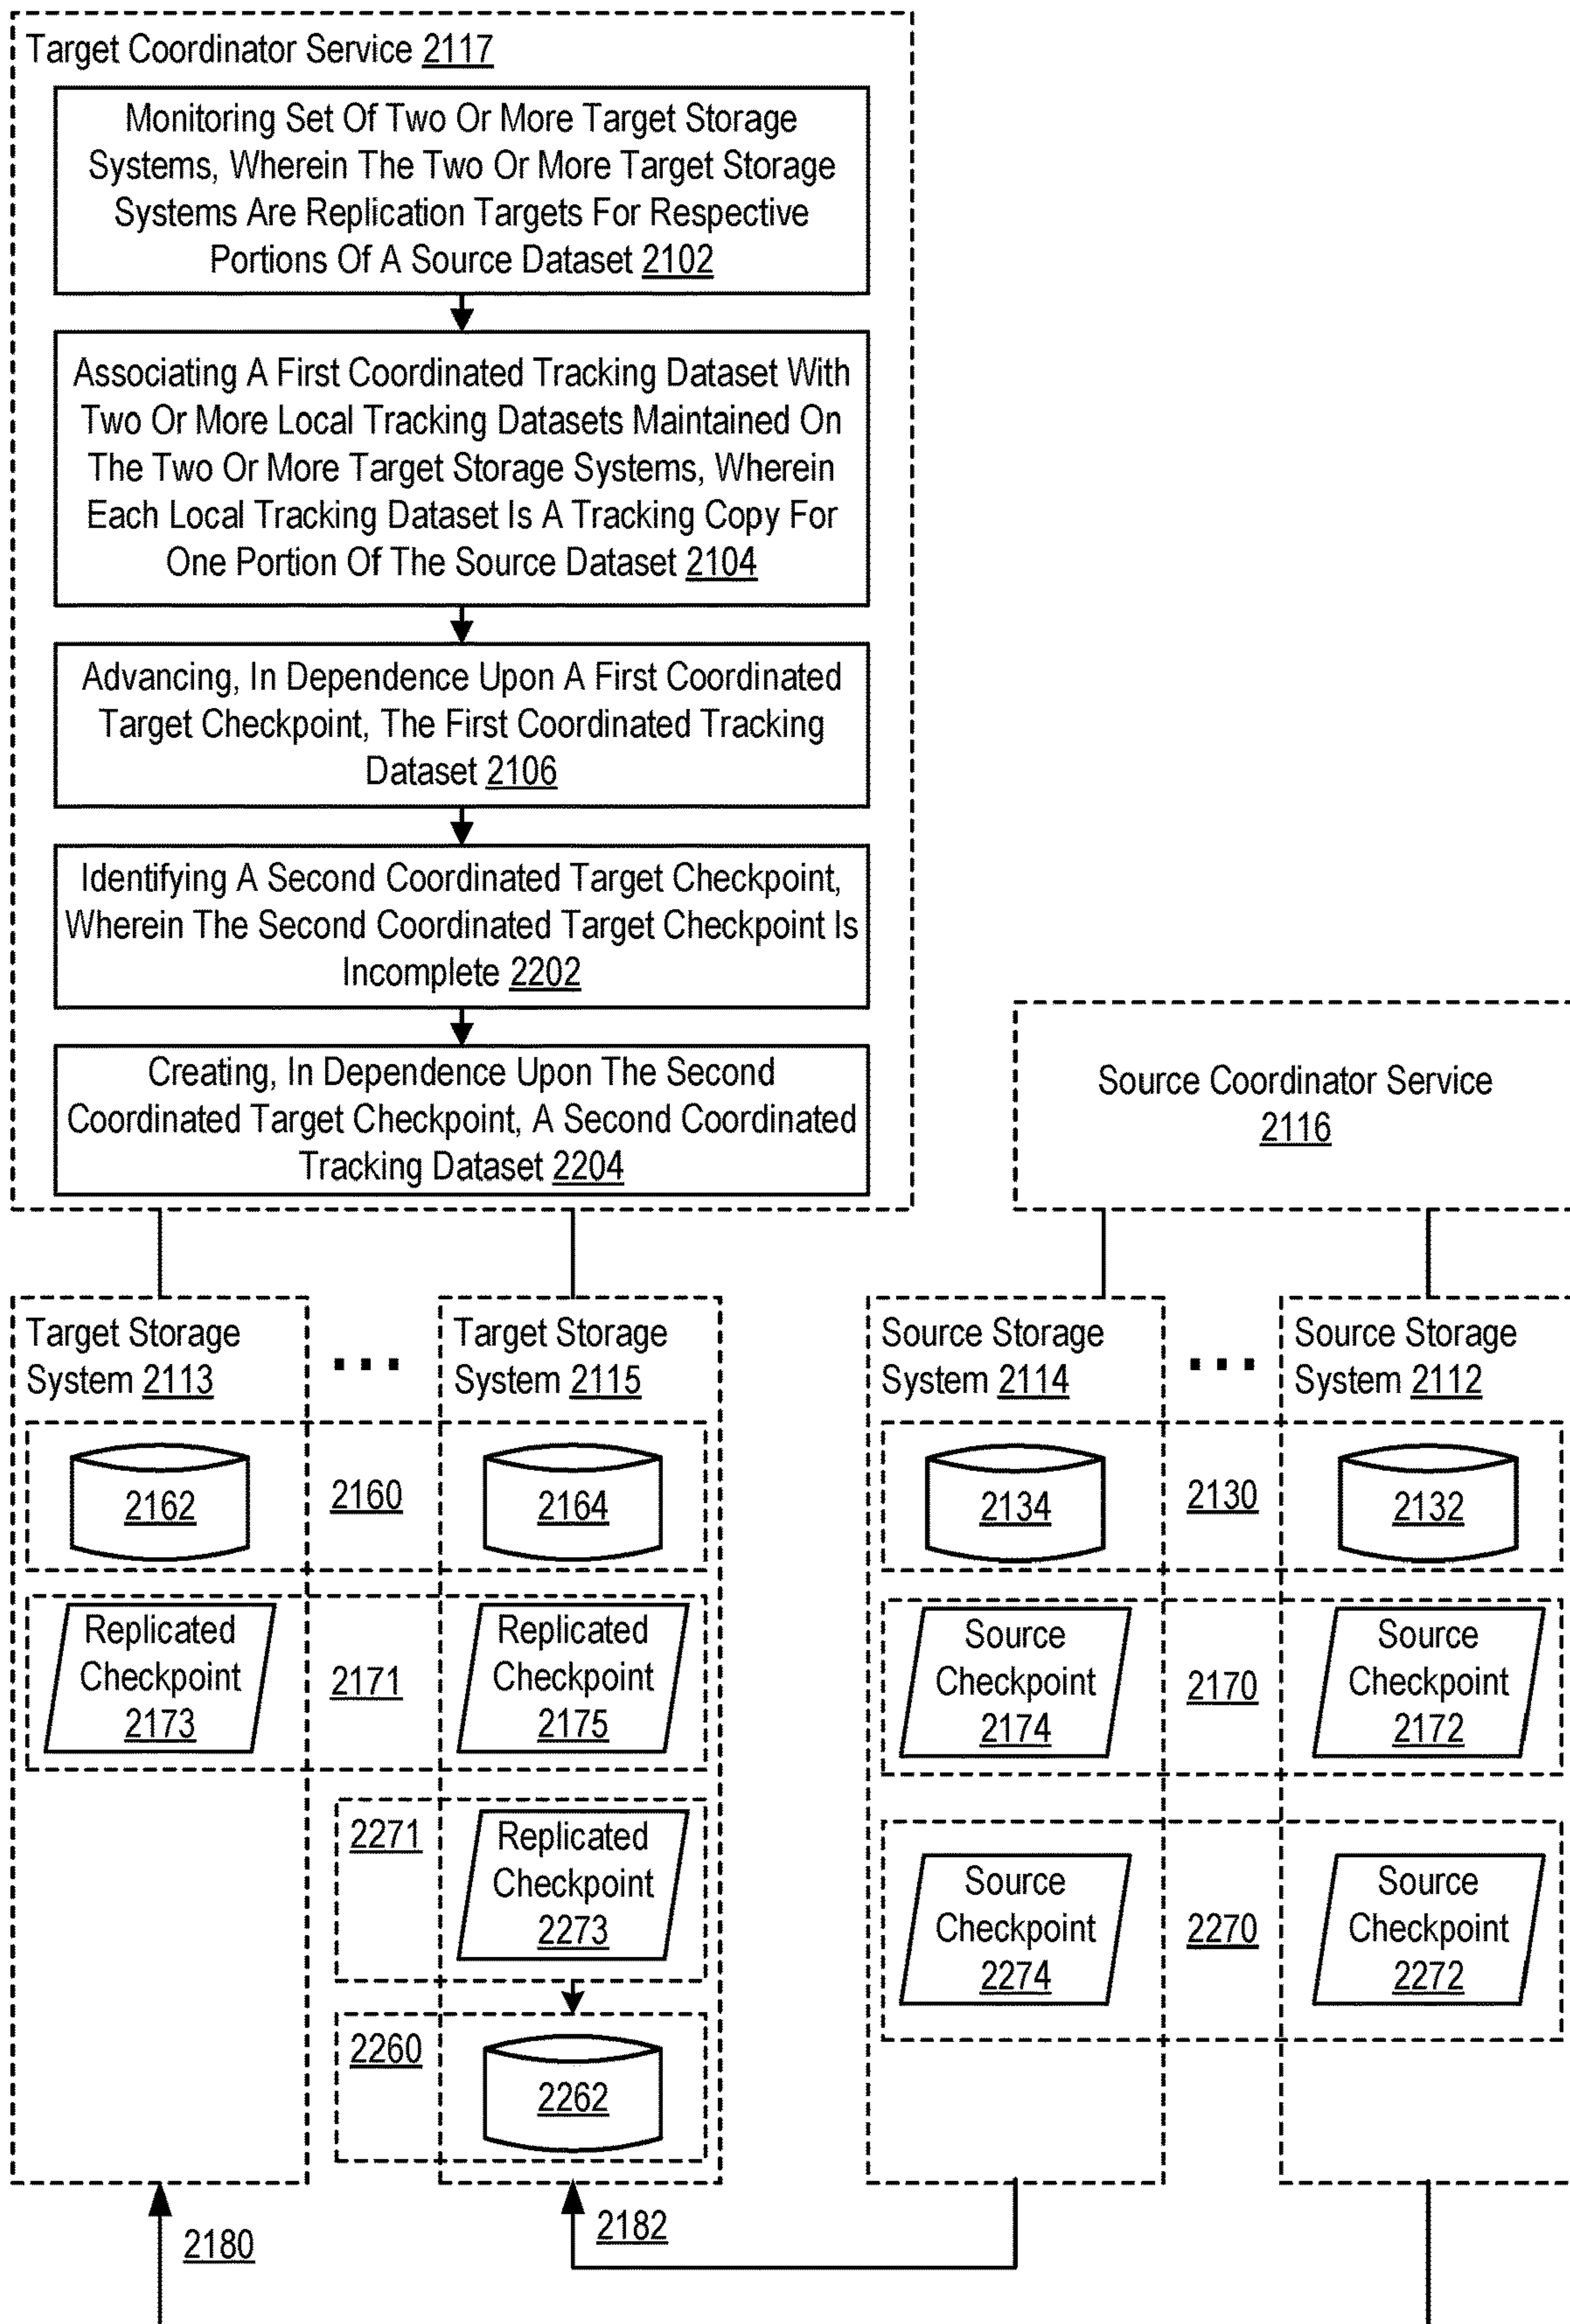 Target Coordinator Service 2117
Monitoring Set Of Two Or More Target Storage
Systems, Wherein The Two Or More Target Storage
Systems Are Replication Targets For Respective
Portions Of A Source Dataset 2102
Associating A First Coordinated Tracking Dataset With
Two Or More Local Tracking Datasets Maintained On
The Two Or More Target Storage Systems, Wherein
Each Local Tracking Dataset Is A Tracking Copy For
One Portion Of The Source Dataset 2104
Advancing, In Dependence Upon A First Coordinated
Target Checkpoint, The First Coordinated Tracking
Dataset 2106
Identifying A Second Coordinated Target Checkpoint,
Wherein The Second Coordinated Target Checkpoint Is
Incomplete 2202
Creating, In Dependence Upon The Second
Coordinated Target Checkpoint, A Second Coordinated
Tracking Dataset 2204
Source Coordinator Service
2116
Target Storage
System 2113
Target Storage
System 2115
Source Storage
System 2114
Source Storage
System 2112
2162
2160
2164
2134
2130
2132
Replicated
Checkpoint
2173
2171
Replicated
Checkpoint
2175
Source
Checkpoint
2174
2170
Source
Checkpoint
2172
2271
Replicated
Checkpoint
2273
Source
Checkpoint
2274
2270
Source
Checkpoint
2272
2260
2262
2180
2182